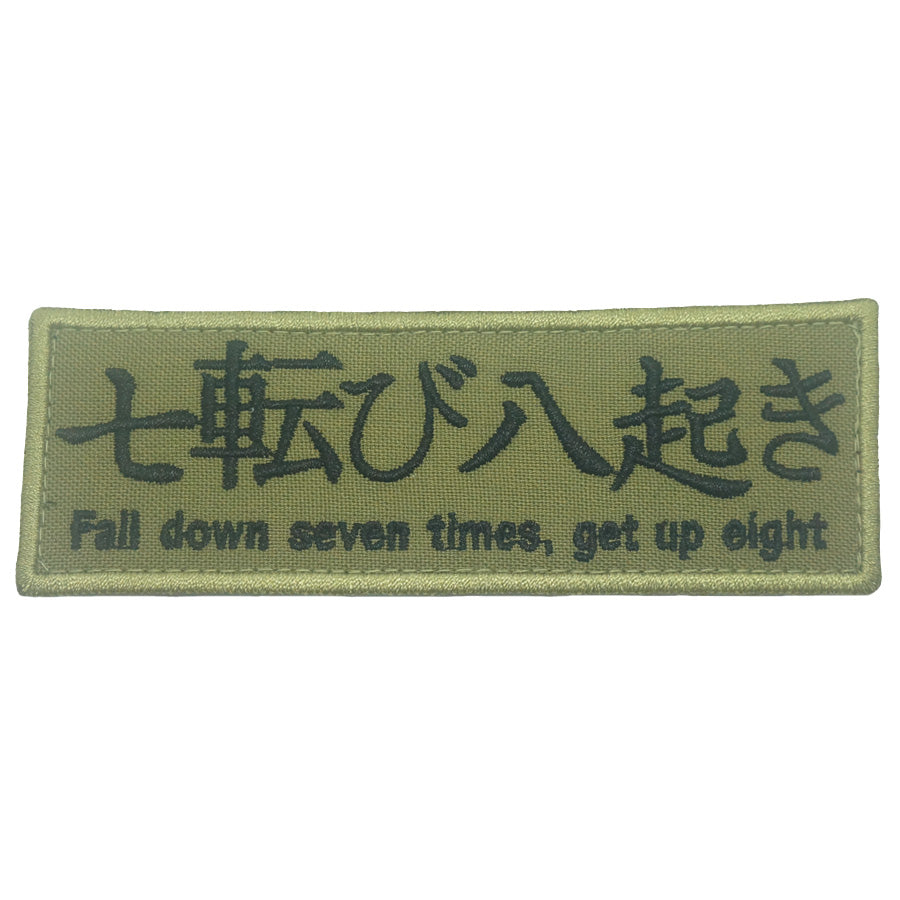 七転び八起き
Fall down seven times, get up eight